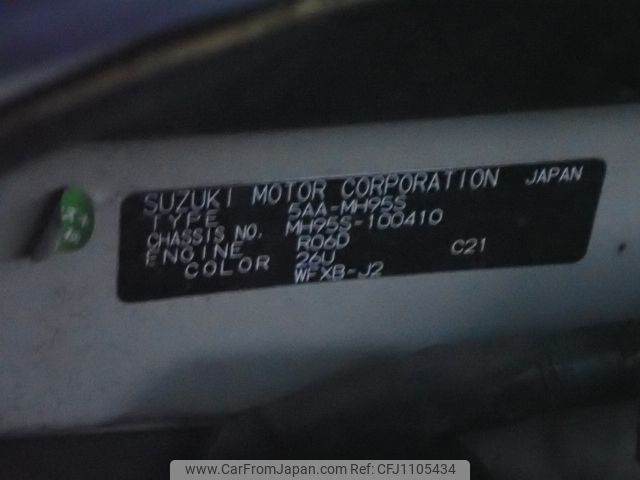 SUZUKI MOTOR CORPORATION JAPAN
TYPE 5AA-MH95S
CHASSIS NO. MH95S-100410
ENGINE R06D
COLOR 26U C21
WFXB-J2
www.CarFromJapan.com | Ref No. CFJ1105434